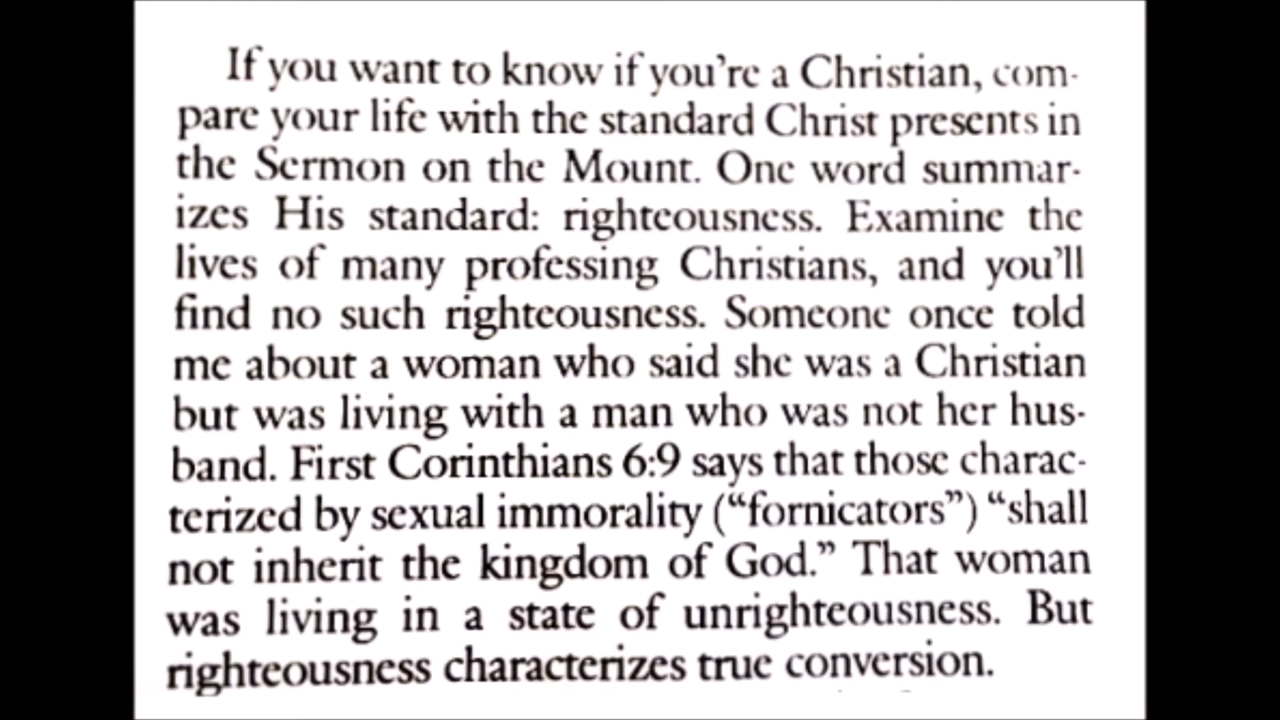 If you want to know if you're a Christian, com-
pare your life with the standard Christ presents in
the Sermon on the Mount. One word summar-
izes His standard: righteousness. Examine the
lives of many professing Christians, and you'll
find no such righteousness. Someone once told
me about a woman who said she was a Christian
but was living with a man who was not her hus-
band. First Corinthians 6:9 says that those charac-
terized by sexual immorality ("fornicators") "shall
not inherit the kingdom of God." That woman
was living in a state of unrighteousness. But
righteousness characterizes true conversion.